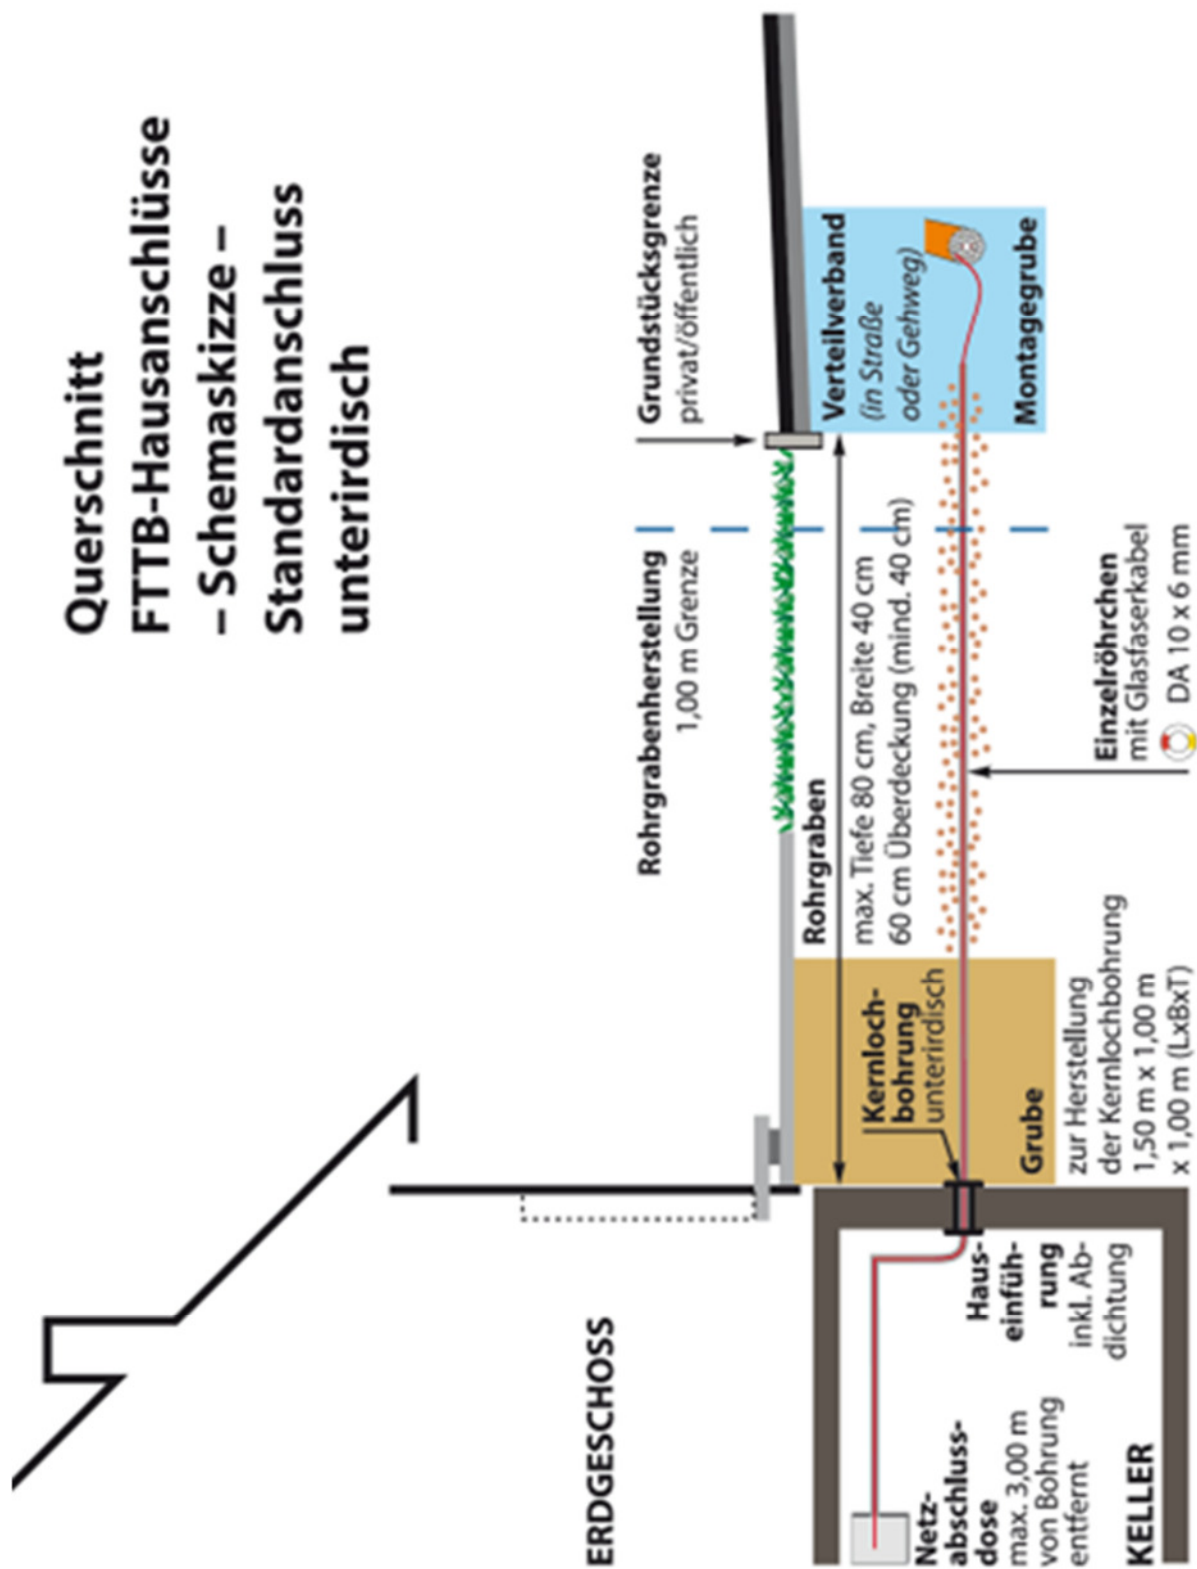 Querschnitt
FTTB-Hausanschlüsse
– Schemaskizze –
Standardanschluss
unterirdisch
ERDGESCHOSS
Rohrgrabenherstellung
1,00 m Grenze
Grundstücksgrenze
privat/öffentlich
Rohrgraben
max. Tiefe 80 cm, Breite 40 cm
60 cm Überdeckung (mind. 40 cm)
Verteilverband
(in Straße
oder Gehweg)
Montagegrube
Kernloch-
bohrung
unterirdisch
Grube
zur Herstellung
der Kernlochbohrung
1,50 m x 1,00 m
x 1,00 m (LxBxT)
Einzelröhrchen
mit Glasfaserkabel
DA 10 x 6 mm
Haus-
einfüh-
rung
inkl. Ab-
dichtung
Netz-
abschluss-
dose
max. 3,00 m
von Bohrung
entfernt
KELLER